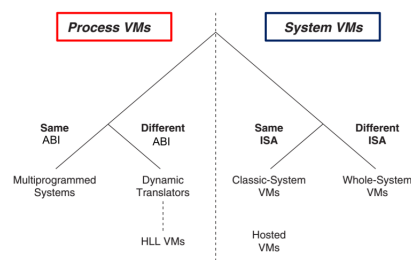 Process VMs
System VMs
Same
ABI
Different
ABI
Same
ISA
Different
ISA
Multiprogrammed
Systems
Dynamic
Translators
Classic-System
VMs
Whole-System
VMs
HLL VMs
Hosted
VMs